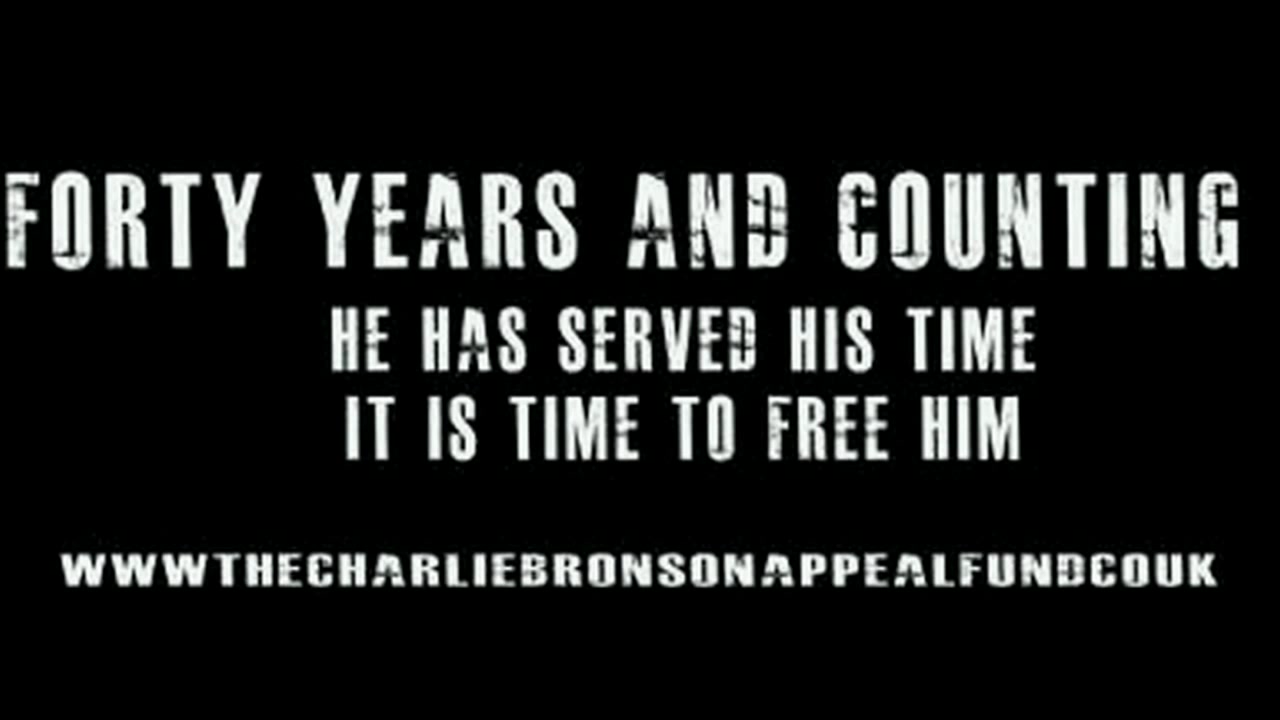 FORTY YEARS AND COUNTING
HE HAS SERVED HIS TIME
IT IS TIME TO FREE HIM
WWWTHECHARLIEBRONSONAPPEALFUNDCOUK